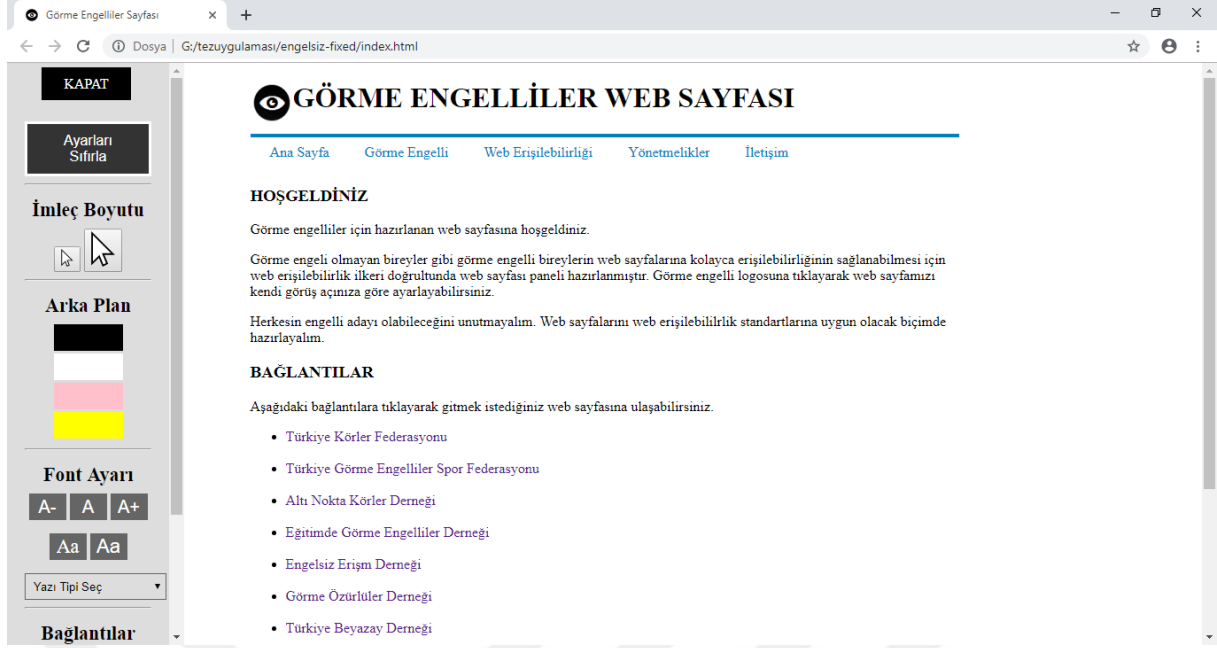 Görme Engelliler Sayfası
Dosya
G:/tezuygulaması/engelsiz-fixed/index.html
KAPAT
Ayarları
Sıfırla
İmleç Boyutu
Arka Plan
Font Ayarı
A- A A+
Aa Aa
Yazı Tipi Seç
Bağlantılar
GÖRME ENGELLİLER WEB SAYFASI
Ana Sayfa Görme Engelli Web Erişilebilirliği Yönetmelikler İletişim
HOŞGELDİNİZ
Görme engelliler için hazırlanan web sayfasına hoşgeldiniz.
Görme engeli olmayan bireyler gibi görme engelli bireylerin web sayfalarına kolayca erişilebilirliğinin sağlanabilmesi için
web erişilebilirlik ilkeri doğrultunda web sayfası paneli hazırlanmıştır. Görme engelli logosuna tıklayarak web sayfamızı
kendi görüş açınıza göre ayarlayabilirsiniz.
Herkesin engelli adayı olabileceğini unutmayalım. Web sayfalarını web erişilebililrlik standartlarına uygun olacak biçimde
hazırlayalım.
BAĞLANTILAR
Aşağıdaki bağlantılara tıklayarak gitmek istediğiniz web sayfasına ulaşabilirsiniz.
• Türkiye Körler Federasyonu
• Türkiye Görme Engelliler Spor Federasyonu
• Altı Nokta Körler Derneği
• Eğitimde Görme Engelliler Derneği
• Engelsiz Erişm Derneği
• Görme Özürlüler Derneği
• Türkiye Beyazay Derneği